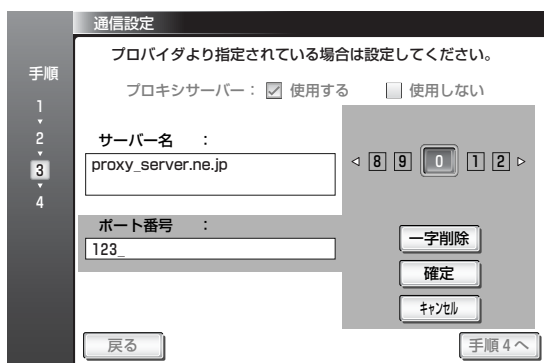 通信設定
プロバイダより指定されている場合は設定してください。
手順
1
2
3
4
プロキシサーバー： 使用する 使用しない
サーバー名 ：
proxy_server.ne.jp
8 9 0 1 2
ポート番号 ：
123_
一字削除
確定
ｷｬﾝｾﾙ
戻る
手順4へ